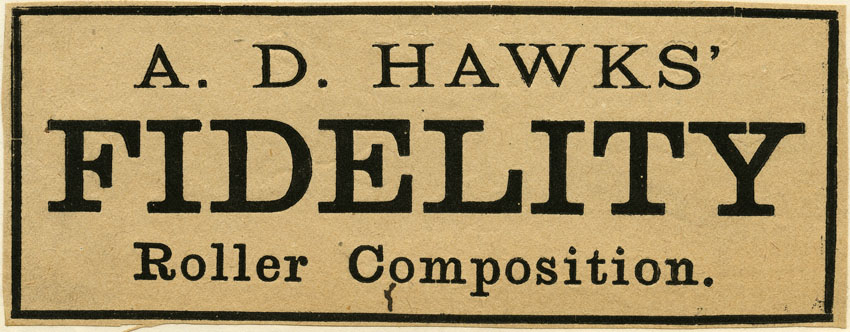 A. D. HAWKS'
FIDELITY
Roller Composition.